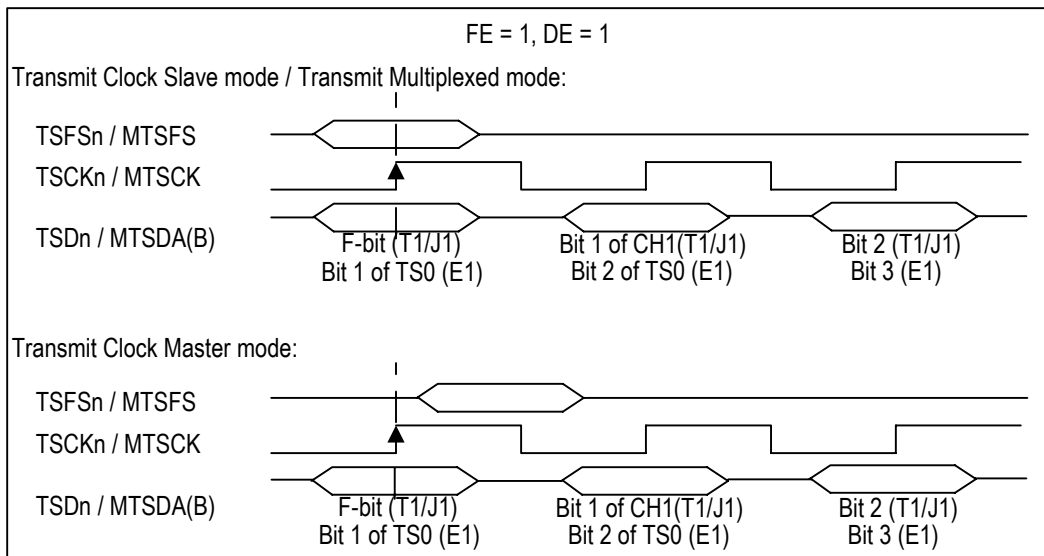 FE = 1, DE = 1
Transmit Clock Slave mode / Transmit Multiplexed mode:
TSFSn / MTSFS
TSCKn / MTSCK
TSDn / MTSDA(B)
F-bit (T1/J1) Bit 1 of CH1(T1/J1) Bit 2 (T1/J1)
Bit 1 of TS0 (E1) Bit 2 of TS0 (E1) Bit 3 (E1)
Transmit Clock Master mode:
TSFSn / MTSFS
TSCKn / MTSCK
TSDn / MTSDA(B)
F-bit (T1/J1) Bit 1 of CH1(T1/J1) Bit 2 (T1/J1)
Bit 1 of TS0 (E1) Bit 2 of TS0 (E1) Bit 3 (E1)